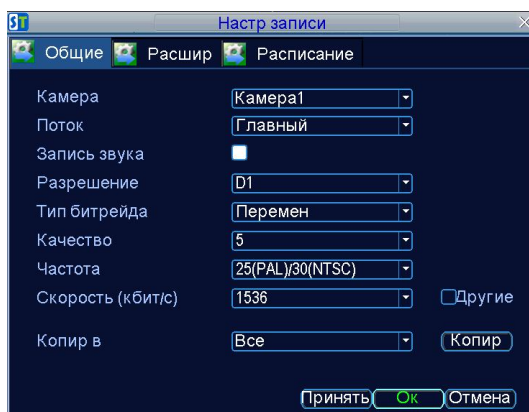 ST Настр записи
Общие Расшир Расписание
Камера Камера1
Поток Главный
Запись звука
Разрешение D1
Тип битрейда Перемен
Качество 5
Частота 25(PAL)/30(NTSC)
Скорость (кбит/с) 1536 Другие
Копир в Все Копир
Принять Ок Отмена